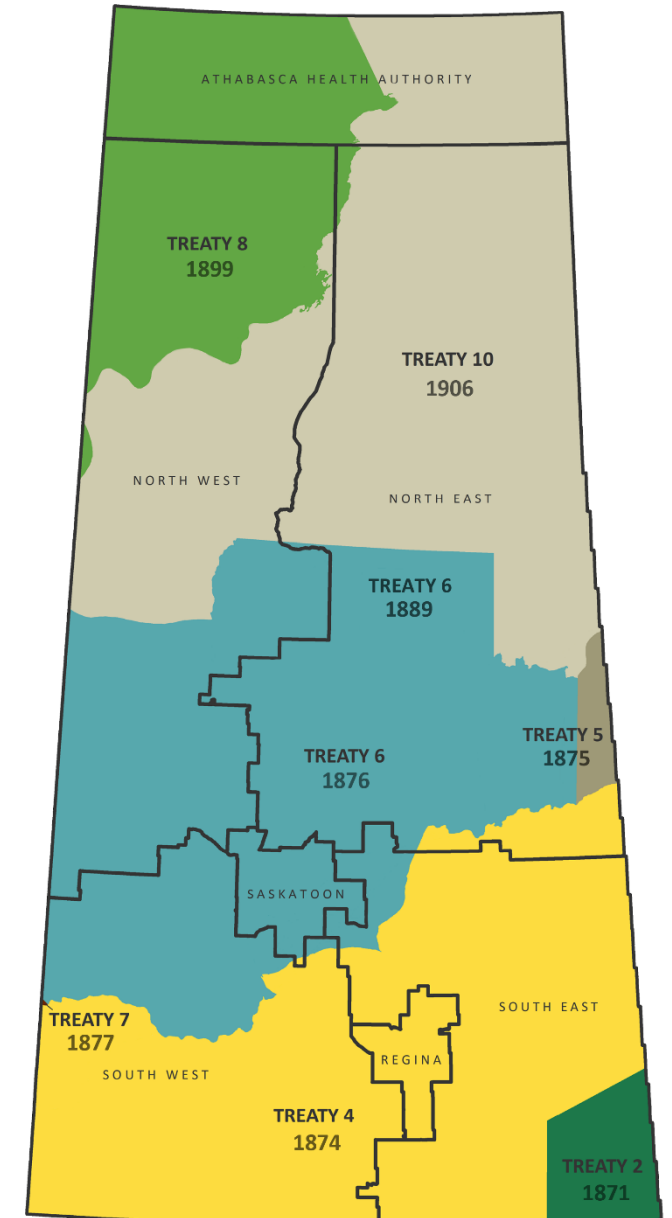 ATHABASCA HEALTH AUTHORITY
TREATY 8
1899
TREATY 10
1906
NORTH WEST
NORTH EAST
TREATY 6
1889
TREATY 5
1875
TREATY 6
1876
SASKATOON
SOUTH EAST
TREATY 7
1877
REGINA
SOUTH WEST
TREATY 4
1874
TREATY 2
1871